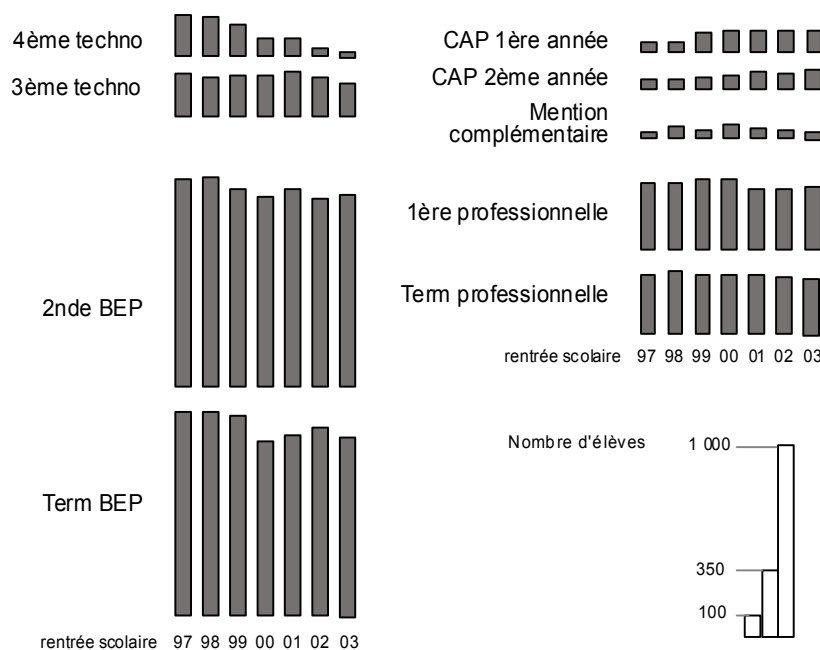 4ème techno
3ème techno
2nde BEP
Term BEP
rentrée scolaire 97 98 99 00 01 02 03
CAP 1ère année
CAP 2ème année
Mention
complémentaire
1ère professionnelle
Term professionnelle
rentrée scolaire 97 98 99 00 01 02 03
Nombre d'élèves
1 000
350
100